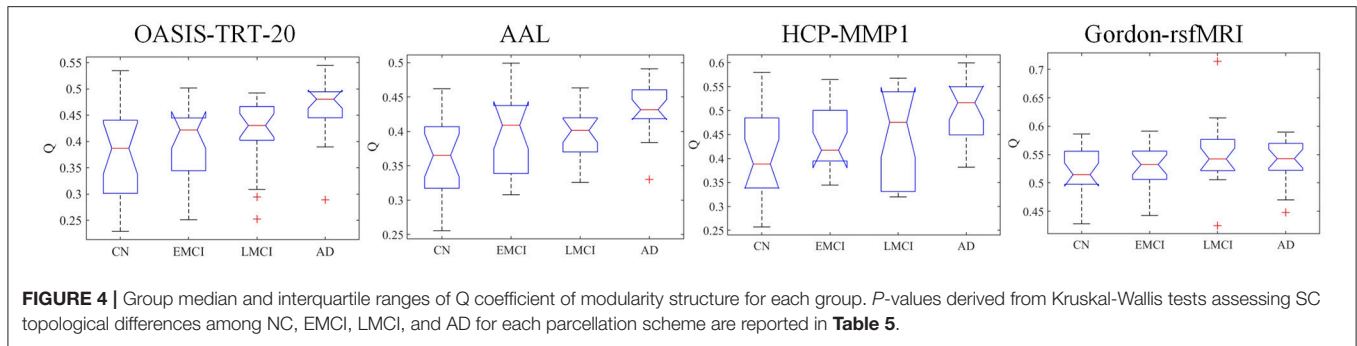 OASIS-TRT-20 AAL HCP-MMP1 Gordon-rsfMRI
0.55
0.5
0.45
0.4
0.35
0.3
0.25
Q
CN EMCI LMCI AD
0.5
0.45
0.4
0.35
0.3
0.25
Q
CN EMCI LMCI AD
0.6
0.55
0.5
0.45
0.4
0.35
0.3
0.25
Q
CN EMCI LMCI AD
0.7
0.65
0.6
0.55
0.5
0.45
Q
CN EMCI LMCI AD
FIGURE 4 | Group median and interquartile ranges of Q coefficient of modularity structure for each group. P-values derived from Kruskal-Wallis tests assessing SC
topological differences among NC, EMCI, LMCI, and AD for each parcellation scheme are reported in Table 5.